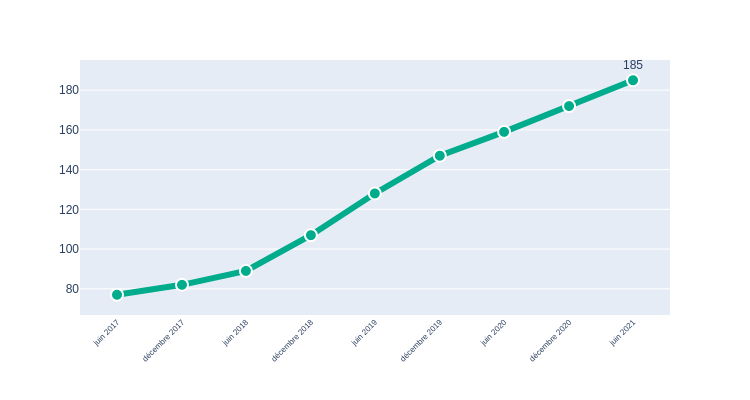 185
180
160
140
120
100
80
juin 2017
décembre 2017
juin 2018
décembre 2018
juin 2019
décembre 2019
juin 2020
décembre 2020
juin 2021